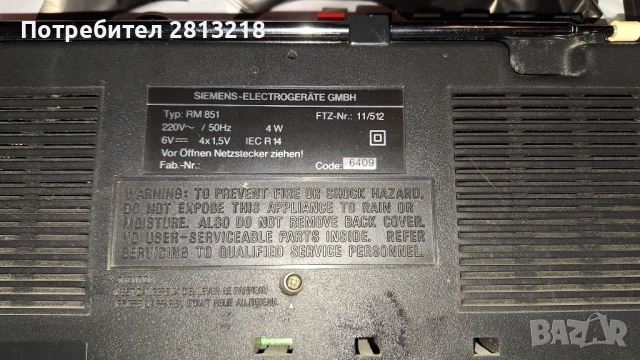 Потребител 2813218
SIEMENS-ELECTROGERÄTE GMBH
Typ: RM 851 FTZ-Nr.: 11/512
220V~ / 50Hz 4 W
6V 4x1,5V IEC R 14
Vor Öffnen Netzstecker ziehen!
Fab.-Nr.: Code: 6409
WARNING: TO PREVENT FIRE OR SHOCK HAZARD,
DO NOT EXPOSE THIS APPLIANCE TO RAIN OR
MOISTURE. ALSO DO NOT REMOVE BACK COVER.
NO USER-SERVICEABLE PARTS INSIDE. REFER
SERVICING TO QUALIFIED SERVICE PERSONNEL.
BAZAR